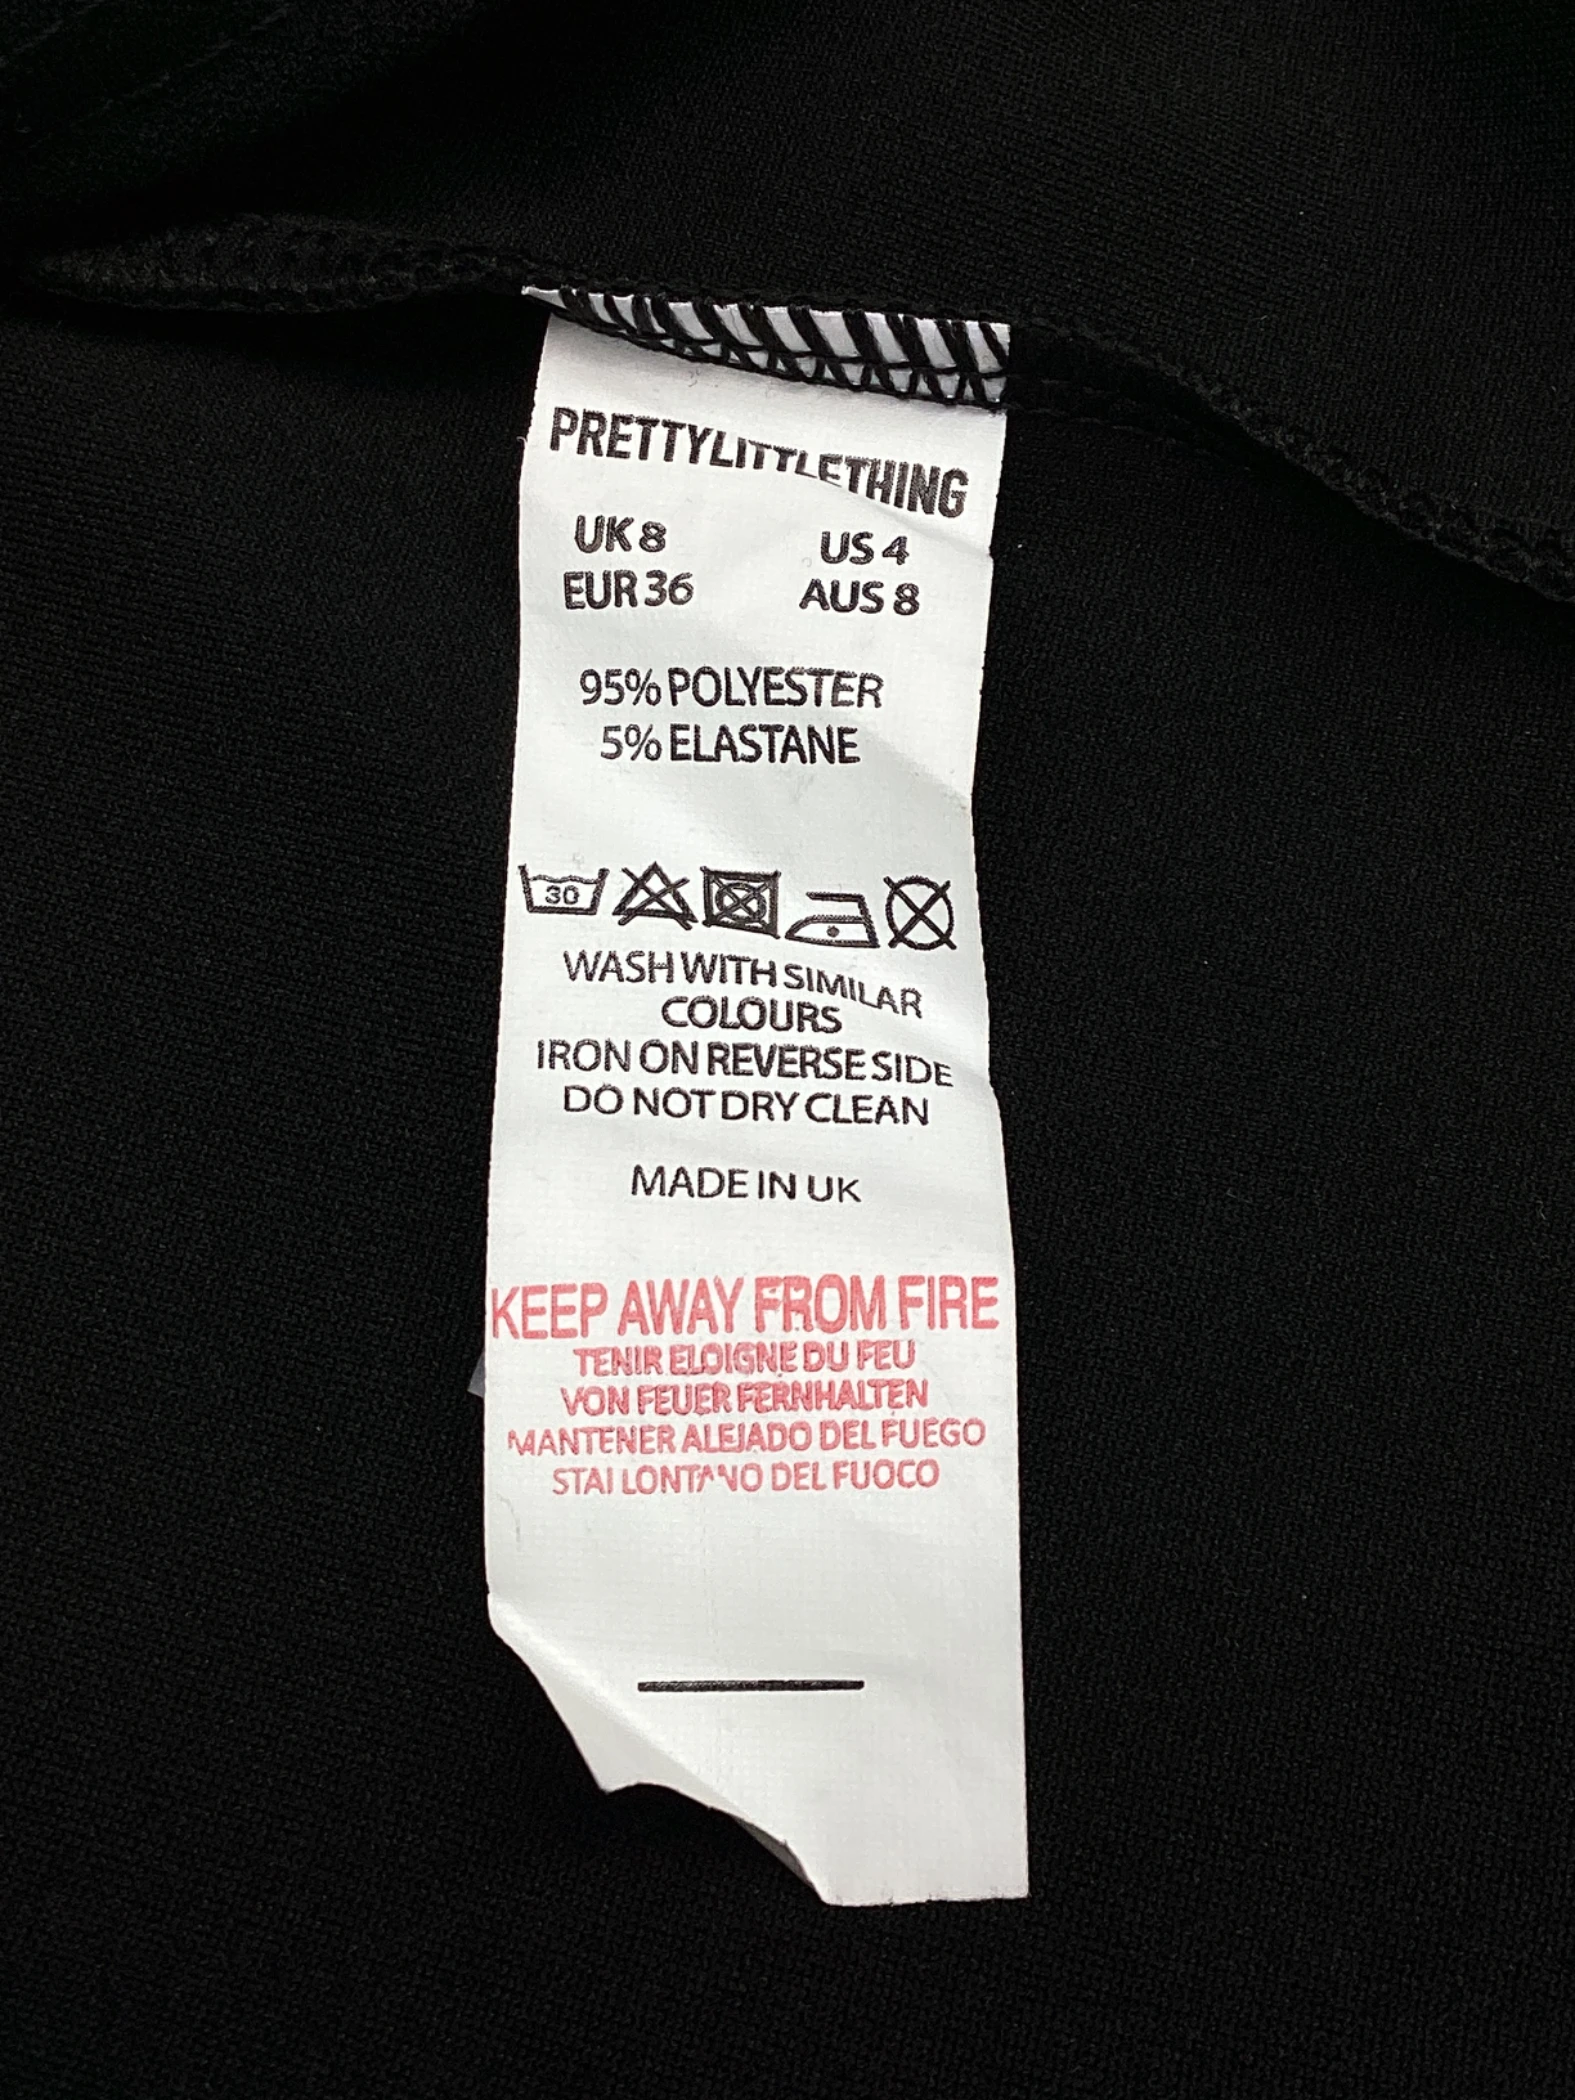 PRETTYLITTLETHING
UK 8 US 4
EUR 36 AUS 8
95% POLYESTER
5% ELASTANE
30
WASH WITH SIMILAR
COLOURS
IRON ON REVERSE SIDE
DO NOT DRY CLEAN
MADE IN UK
KEEP AWAY FROM FIRE
TENIR ELOIGNE DU FEU
VON FEUER FERNHALTEN
MANTENER ALEJADO DEL FUEGO
STAI LONTANO DEL FUOCO